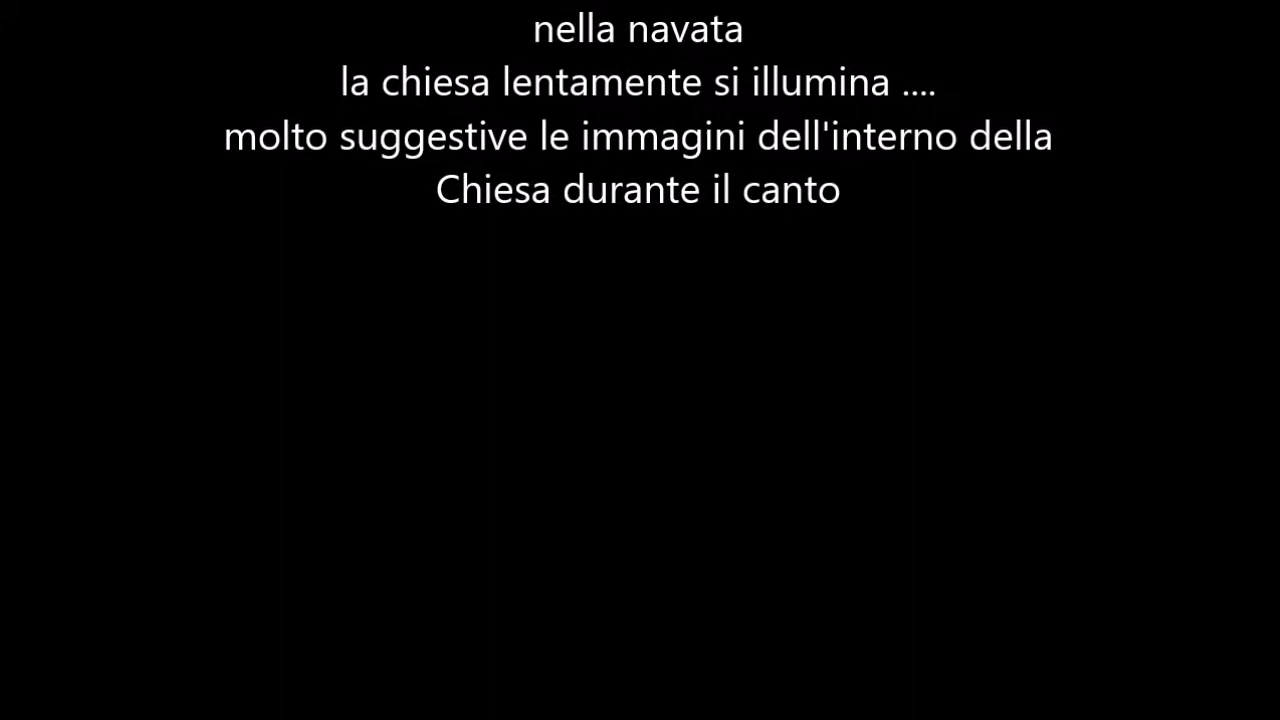 nella navata
la chiesa lentamente si illumina ....
molto suggestive le immagini dell'interno della
Chiesa durante il canto